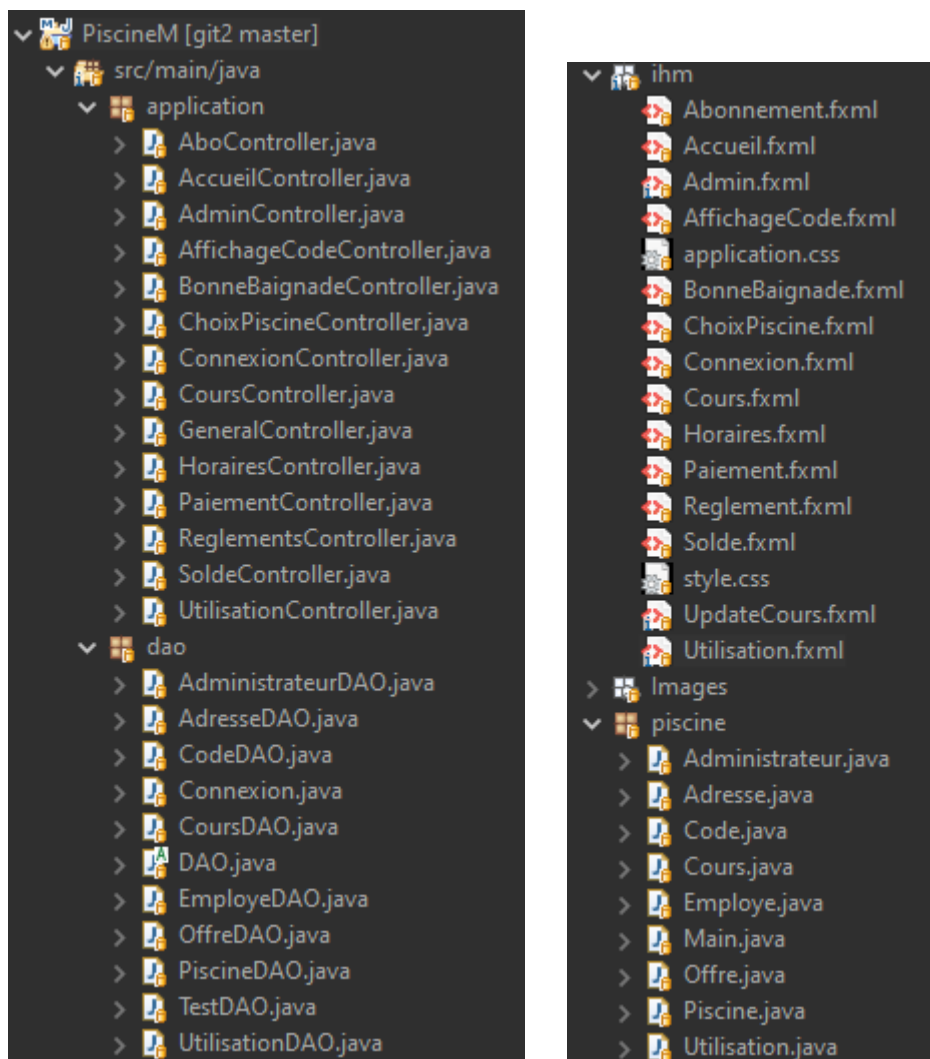 PiscineM [git2 master]
src/main/java
application
AboController.java
AccueilController.java
AdminController.java
AffichageCodeController.java
BonneBaignadeController.java
ChoixPiscineController.java
ConnexionController.java
CoursController.java
GeneralController.java
HorairesController.java
PaiementController.java
ReglementsController.java
SoldeController.java
UtilisationController.java
dao
AdministrateurDAO.java
AdresseDAO.java
CodeDAO.java
Connexion.java
CoursDAO.java
DAO.java
EmployeDAO.java
OffreDAO.java
PiscineDAO.java
TestDAO.java
UtilisationDAO.java
ihm
Abonnement.fxml
Accueil.fxml
Admin.fxml
AffichageCode.fxml
application.css
BonneBaignade.fxml
ChoixPiscine.fxml
Connexion.fxml
Cours.fxml
Horaires.fxml
Paiement.fxml
Reglement.fxml
Solde.fxml
style.css
UpdateCours.fxml
Utilisation.fxml
Images
piscine
Administrateur.java
Adresse.java
Code.java
Cours.java
Employe.java
Main.java
Offre.java
Piscine.java
Utilisation.java